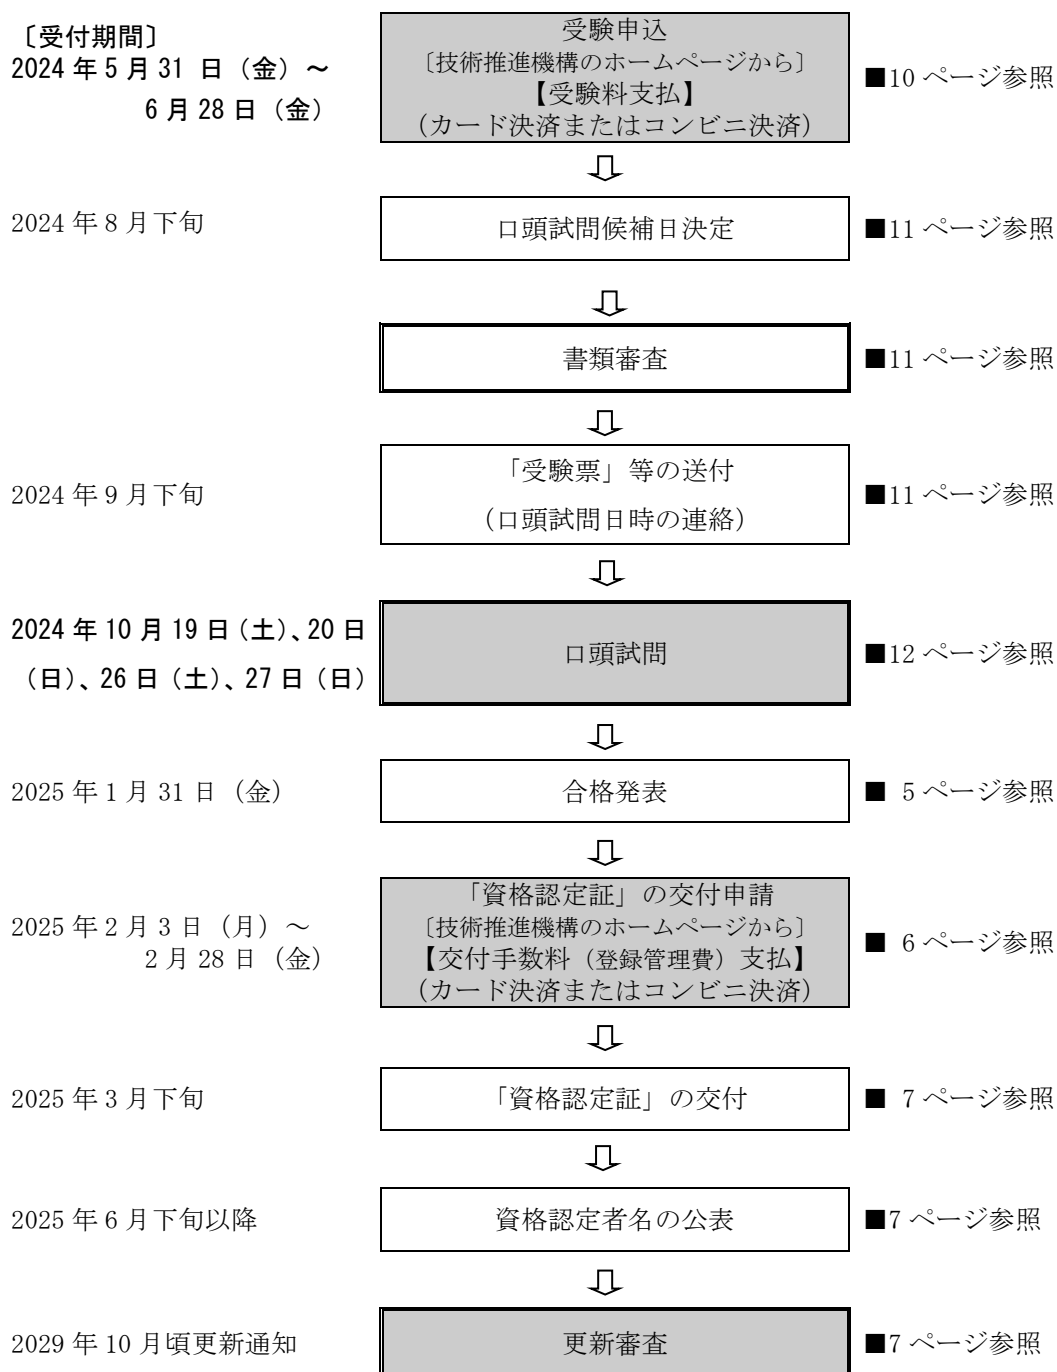 〔受付期間〕
2024 年 5 月 31 日（金）～
6 月 28 日（金）
受験申込
〔技術推進機構のホームページから〕
【受験料支払】
（カード決済またはコンビニ決済）
■10 ページ参照
2024 年 8 月下旬
口頭試問候補日決定
■11 ページ参照
書類審査
■11 ページ参照
2024 年 9 月下旬
「受験票」等の送付
（口頭試問日時の連絡）
■11 ページ参照
2024 年 10 月 19 日（土）、20 日
（日）、26 日（土）、27 日（日）
口頭試問
■12 ページ参照
2025 年 1 月 31 日（金）
合格発表
■ 5 ページ参照
2025 年 2 月 3 日（月）～
2 月 28 日（金）
「資格認定証」の交付申請
〔技術推進機構のホームページから〕
【交付手数料（登録管理費）支払】
（カード決済またはコンビニ決済）
■ 6 ページ参照
2025 年 3 月下旬
「資格認定証」の交付
■ 7 ページ参照
2025 年 6 月下旬以降
資格認定者名の公表
■7 ページ参照
2029 年 10 月頃更新通知
更新審査
■7 ページ参照